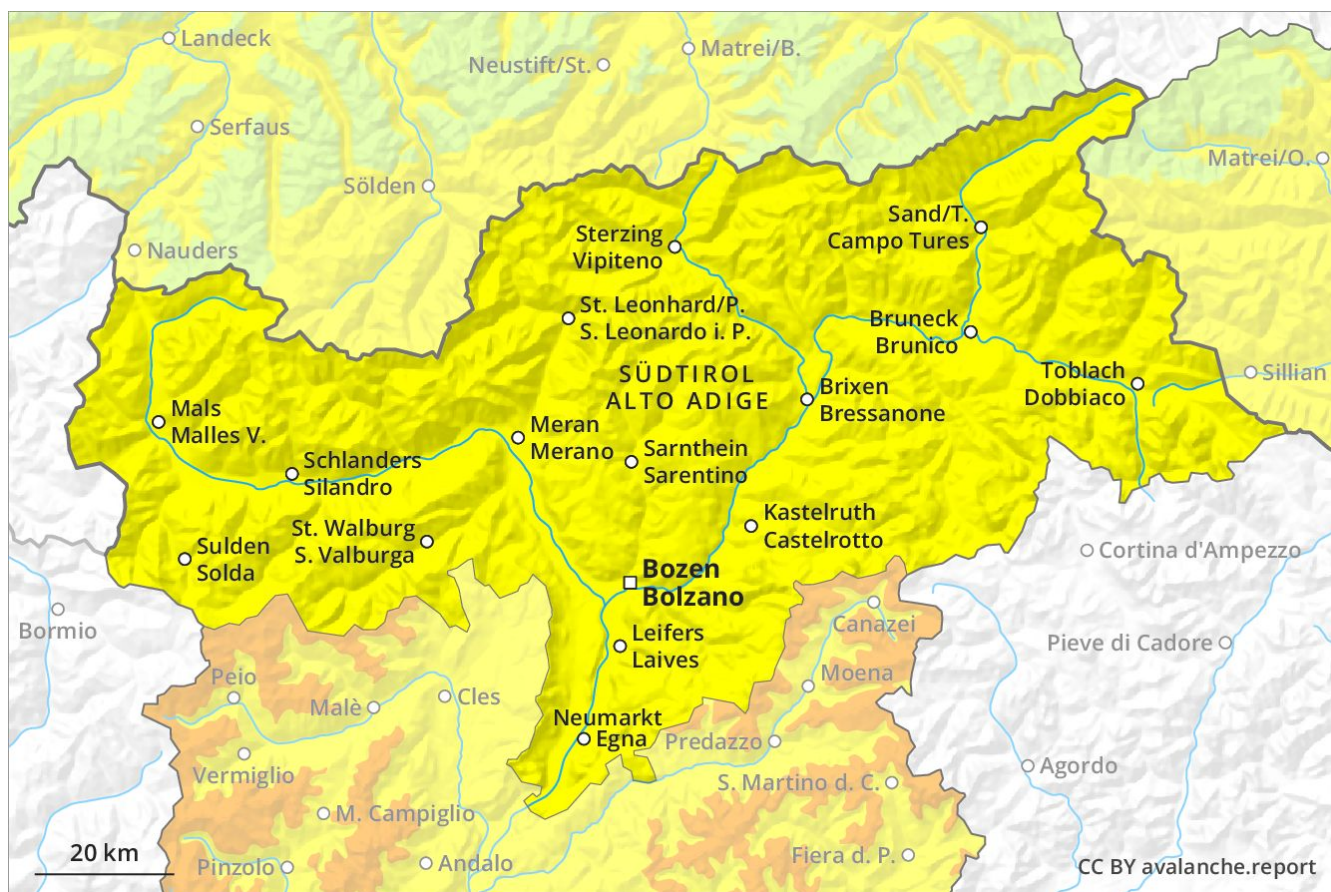 Landeck
Matrei/B.
Neustift/St.
Serfaus
Matrei/O.
Sölden
Sand/T.
Campo Tures
Sterzing
Vipiteno
Nauders
St. Leonhard/P.
S. Leonardo i. P.
Bruneck
Brunico
SÜDTIROL
ALTO ADIGE
Toblach
Dobbiaco
Sillian
Brixen
Bressanone
Mals
Malles V.
Meran
Merano
Sarnthein
Sarentino
Schlanders
Silandro
St. Walburg
S. Valburga
Kastelruth
Castelrotto
Sulden
Solda
Cortina d'Ampezzo
Bozen
Bolzano
Bormio
Canazei
Leifers
Laives
Pieve di Cadore
Peio
Moena
Malè
Cles
Neumarkt
Egna
Predazzo
Vermiglio
Agordo
S. Martino d. C.
M. Campiglio
20 km
Pinzolo
Andalo
Fiera d. P.
CC BY avalanche.report